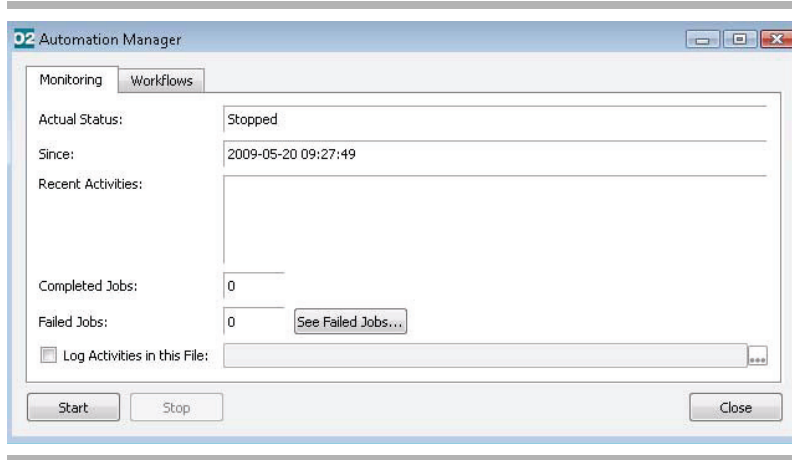 D2 Automation Manager
Monitoring Workflows
Actual Status: Stopped
Since: 2009-05-20 09:27:49
Recent Activities:
Completed Jobs: 0
Failed Jobs: 0 See Failed Jobs...
Log Activities in this File: ...
Start Stop Close